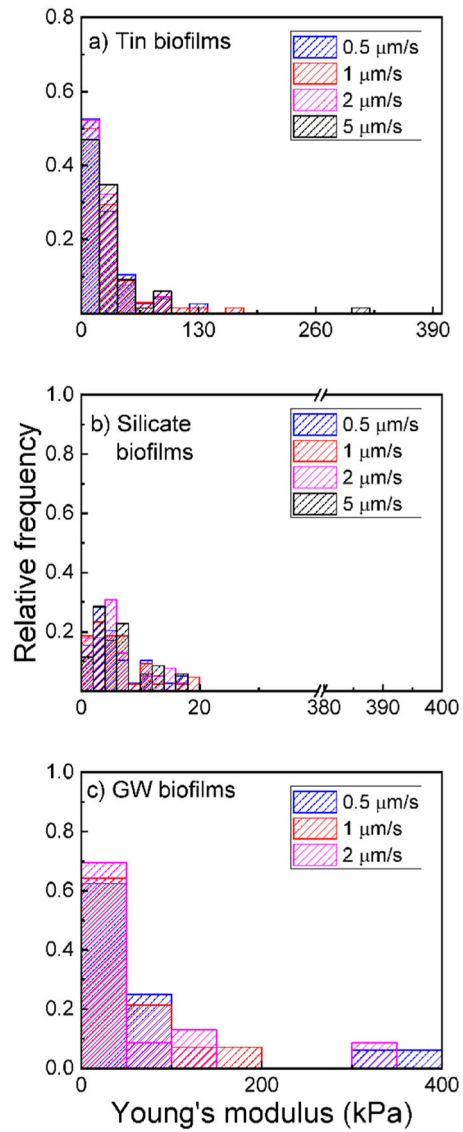 0.8
a) Tin biofilms
0.5 μm/s
1 μm/s
2 μm/s
5 μm/s
0.6
0.4
0.2
0 130 260 390
1.0
b) Silicate
biofilms
0.5 μm/s
1 μm/s
2 μm/s
5 μm/s
0.8
0.6
0.4
0.2
0 20 380 390 400
Relative frequency
1.0
c) GW biofilms
0.5 μm/s
1 μm/s
2 μm/s
0.8
0.6
0.4
0.2
0.0
0 200 400
Young's modulus (kPa)